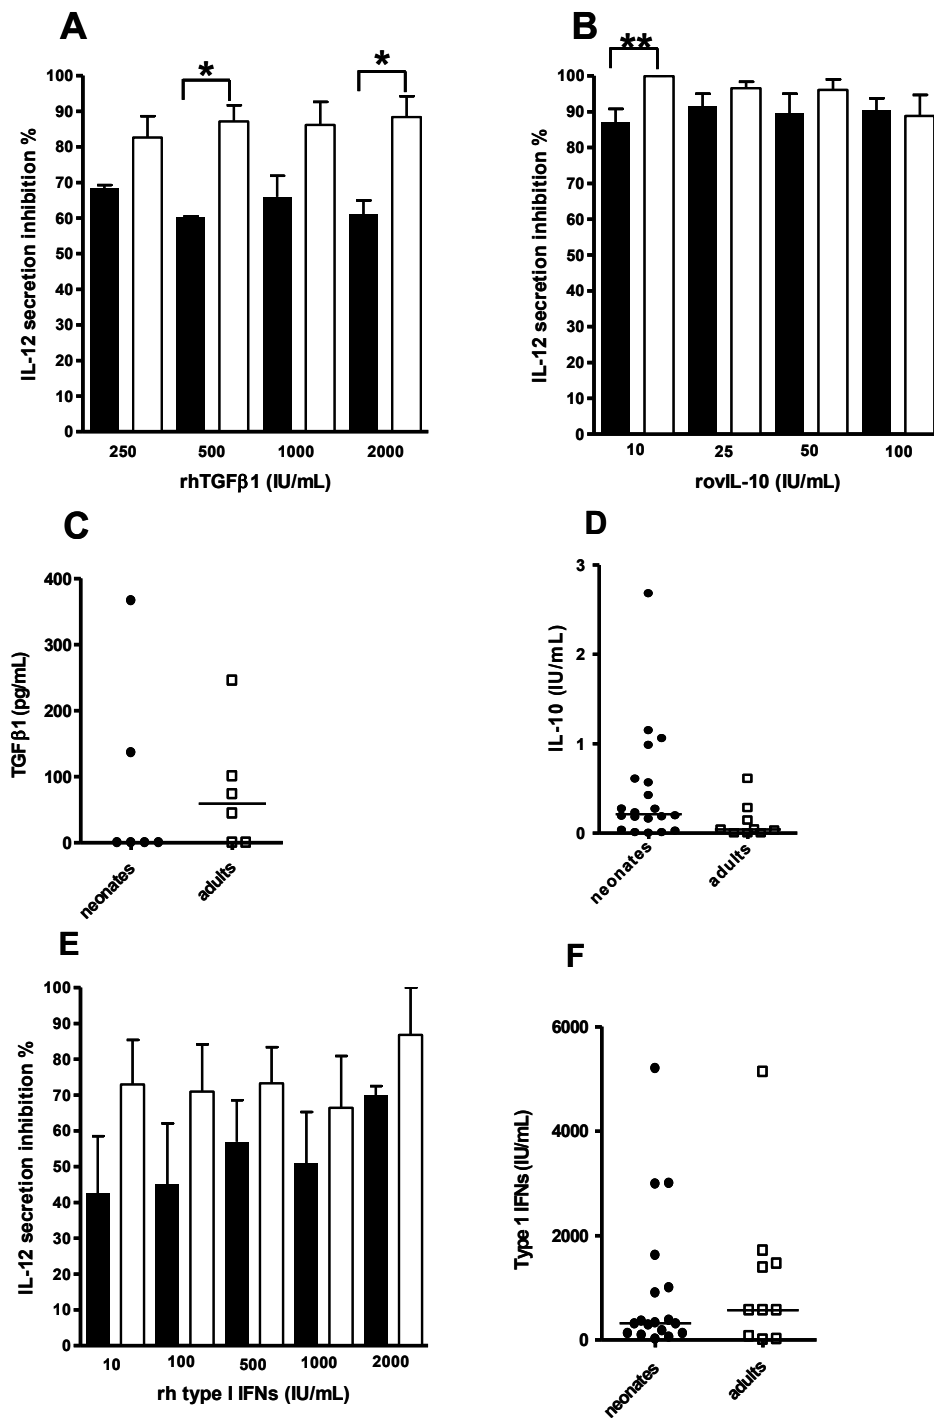 A
*
*
100
90
80
70
60
50
40
30
20
10
0
IL-12 secretion inhibition %
250 500 1000 2000
rhTGFβ1 (IU/mL)
B
**
100
90
80
70
60
50
40
30
20
10
0
IL-12 secretion inhibition %
10 25 50 100
rovIL-10 (IU/mL)
C
400
300
200
100
0
TGFβ1 (pg/mL)
neonates adults
D
3
2
1
0
IL-10 (IU/mL)
neonates adults
E
100
90
80
70
60
50
40
30
20
10
0
IL-12 secretion inhibition %
10 100 500 1000 2000
rh type I IFNs (IU/mL)
F
6000
4000
2000
0
Type 1 IFNs (IU/mL)
neonates adults